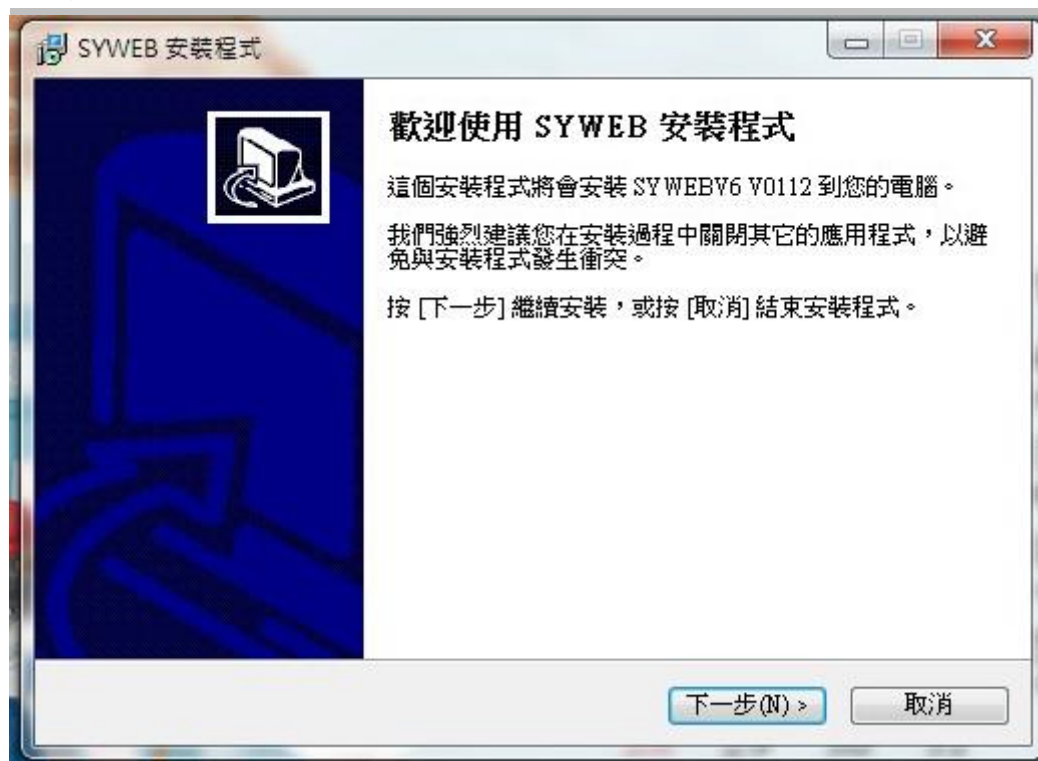 SYWEB 安裝程式
歡迎使用 SYWEB 安裝程式
這個安裝程式將會安裝 SYWEBV6 V0112 到您的電腦。
我們強烈建議您在安裝過程中關閉其它的應用程式，以避
免與安裝程式發生衝突。
按 [下一步] 繼續安裝，或按 [取消] 結束安裝程式。
下一步(N) >
取消